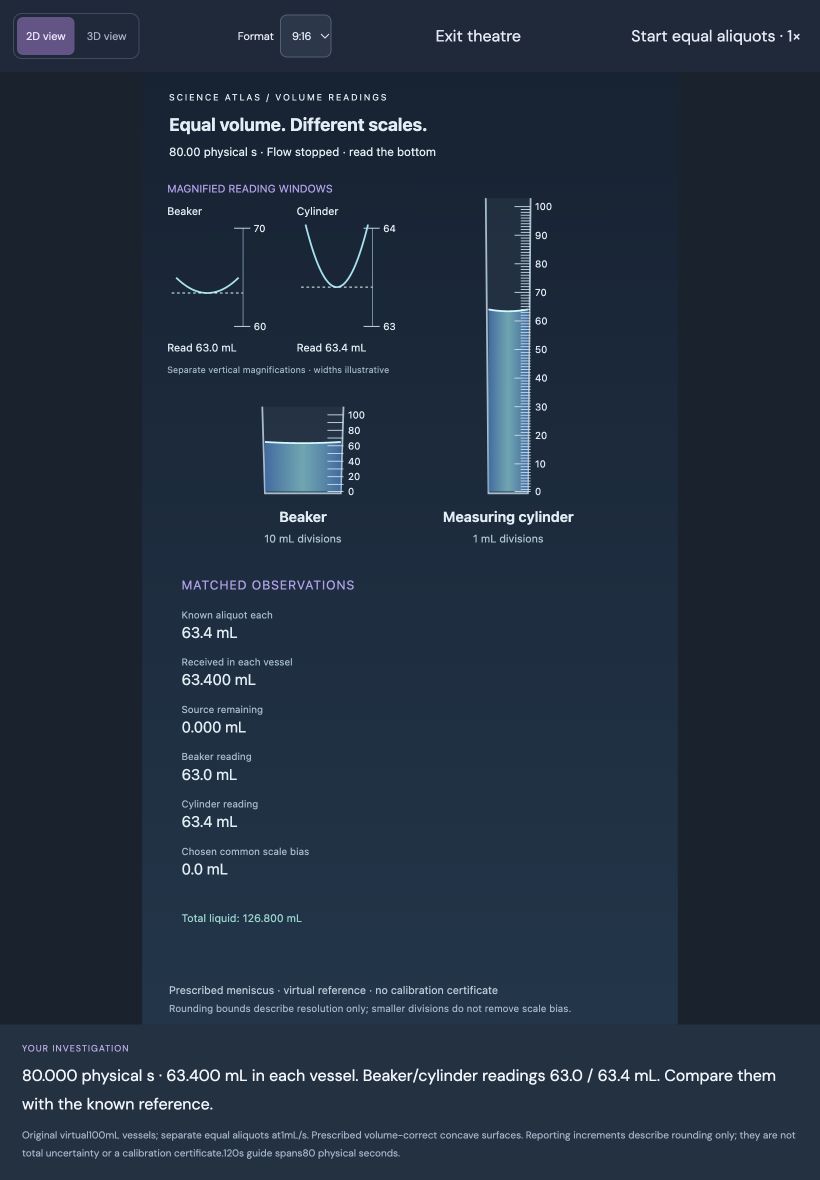 2D view
3D view
Format
9:16
Exit theatre
Start equal aliquots · 1×
SCIENCE ATLAS / VOLUME READINGS
Equal volume. Different scales.
80.00 physical s · Flow stopped · read the bottom
MAGNIFIED READING WINDOWS
Beaker
Cylinder
70
60
64
63
Read 63.0 mL
Read 63.4 mL
Separate vertical magnifications · widths illustrative
100
80
60
40
20
0
Beaker
10 mL divisions
100
90
80
70
60
50
40
30
20
10
0
Measuring cylinder
1 mL divisions
MATCHED OBSERVATIONS
Known aliquot each
63.4 mL
Received in each vessel
63.400 mL
Source remaining
0.000 mL
Beaker reading
63.0 mL
Cylinder reading
63.4 mL
Chosen common scale bias
0.0 mL
Total liquid: 126.800 mL
Prescribed meniscus · virtual reference · no calibration certificate
Rounding bounds describe resolution only; smaller divisions do not remove scale bias.
YOUR INVESTIGATION
80.000 physical s · 63.400 mL in each vessel. Beaker/cylinder readings 63.0 / 63.4 mL. Compare them
with the known reference.
Original virtual100mL vessels; separate equal aliquots at1mL/s. Prescribed volume-correct concave surfaces. Reporting increments describe rounding only; they are not
total uncertainty or a calibration certificate.120s guide spans80 physical seconds.